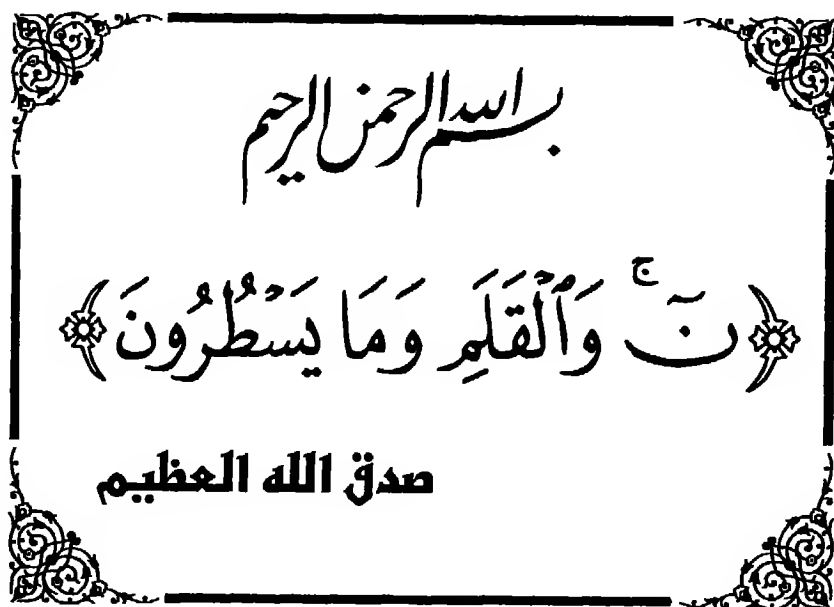 بسم الله الرحمن الرحيم
﴿نٓ ۚ وَٱلْقَلَمِ وَمَا يَسْطُرُونَ﴾
صدق الله العظيم